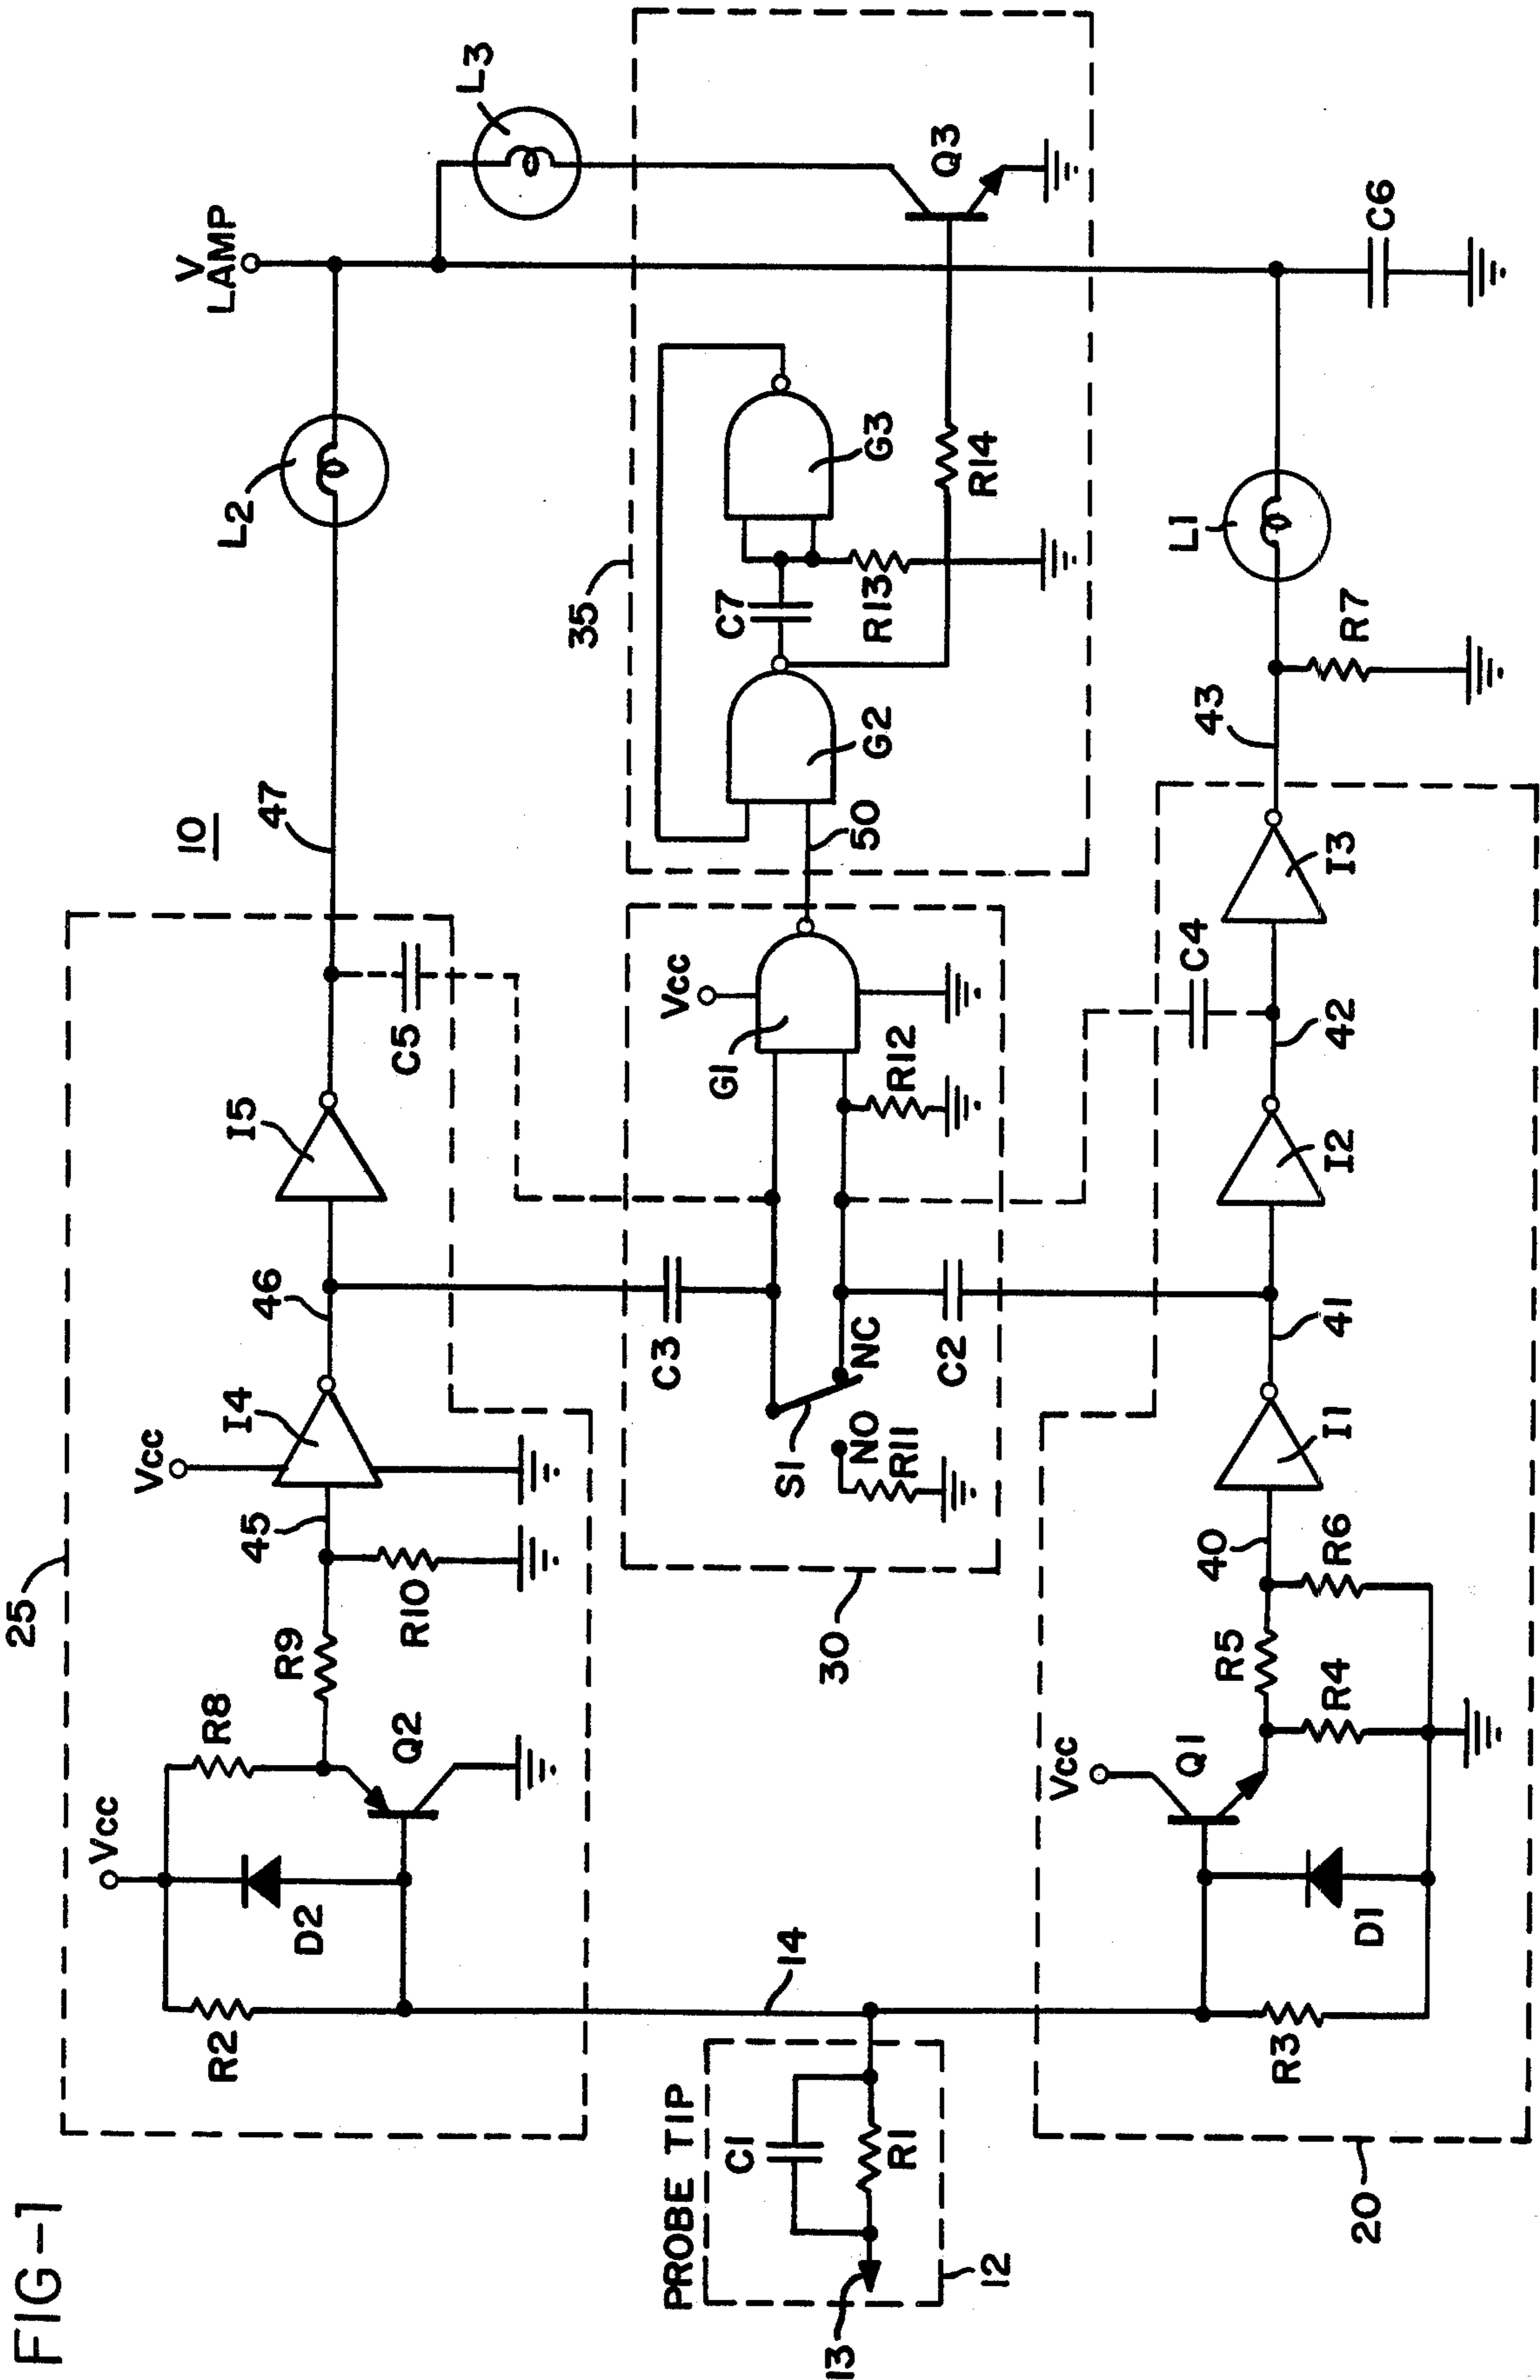 FIG-1
10
25
Vcc
R2
D2
R8
Q2
R9
R10
45
Vcc
I4
46
I5
C5
47
L2
V
LAMP
L3
PROBE TIP
C1
R1
13
12
14
30
S1
NO
NC
R11
C3
C2
R12
G1
Vcc
50
35
G2
C7
R13
G3
R14
Q3
20
R3
D1
Vcc
Q1
R4
R5
R6
40
I1
41
I2
42
C4
I3
43
R7
L1
C6